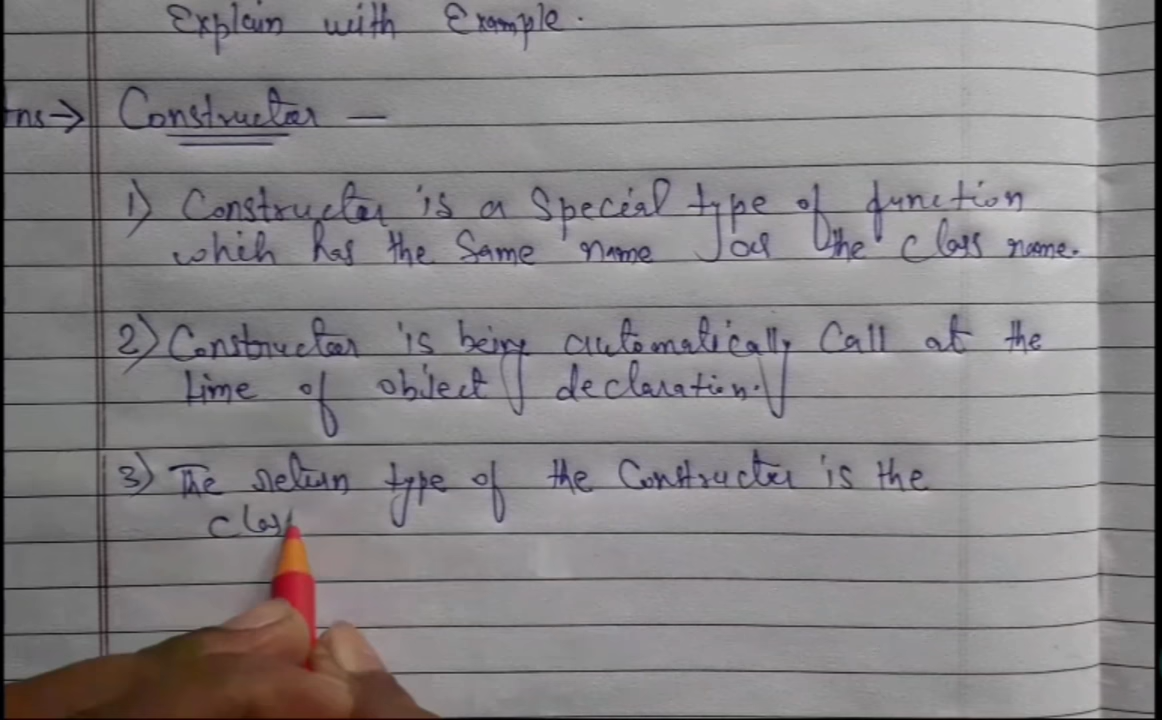 Explain with Example.
Ans → Constructor —
1) Constructor is a Special type of function
which has the Same name as the class name.
2) Constructor is being automatically Call at the
time of object declaration.
3) The return type of the Constructor is the
clas